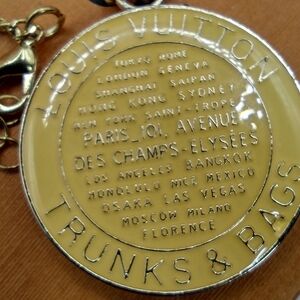 LOUIS VUITTON
TOKYO ROME
LONDON GENEVA
SHANGHAI SAIPAN
HONG KONG SYDNEY
NEW YORK SAINT-TROPE
PARIS, 101, AVENUE
DES CHAMPS-ELYSÉES
LOS ANGELES BANGKOK
HONOLULU NICE MEXICO
OSAKA LAS VEGAS
MOSCOW MILANO
FLORENCE
TRUNKS & BAGS